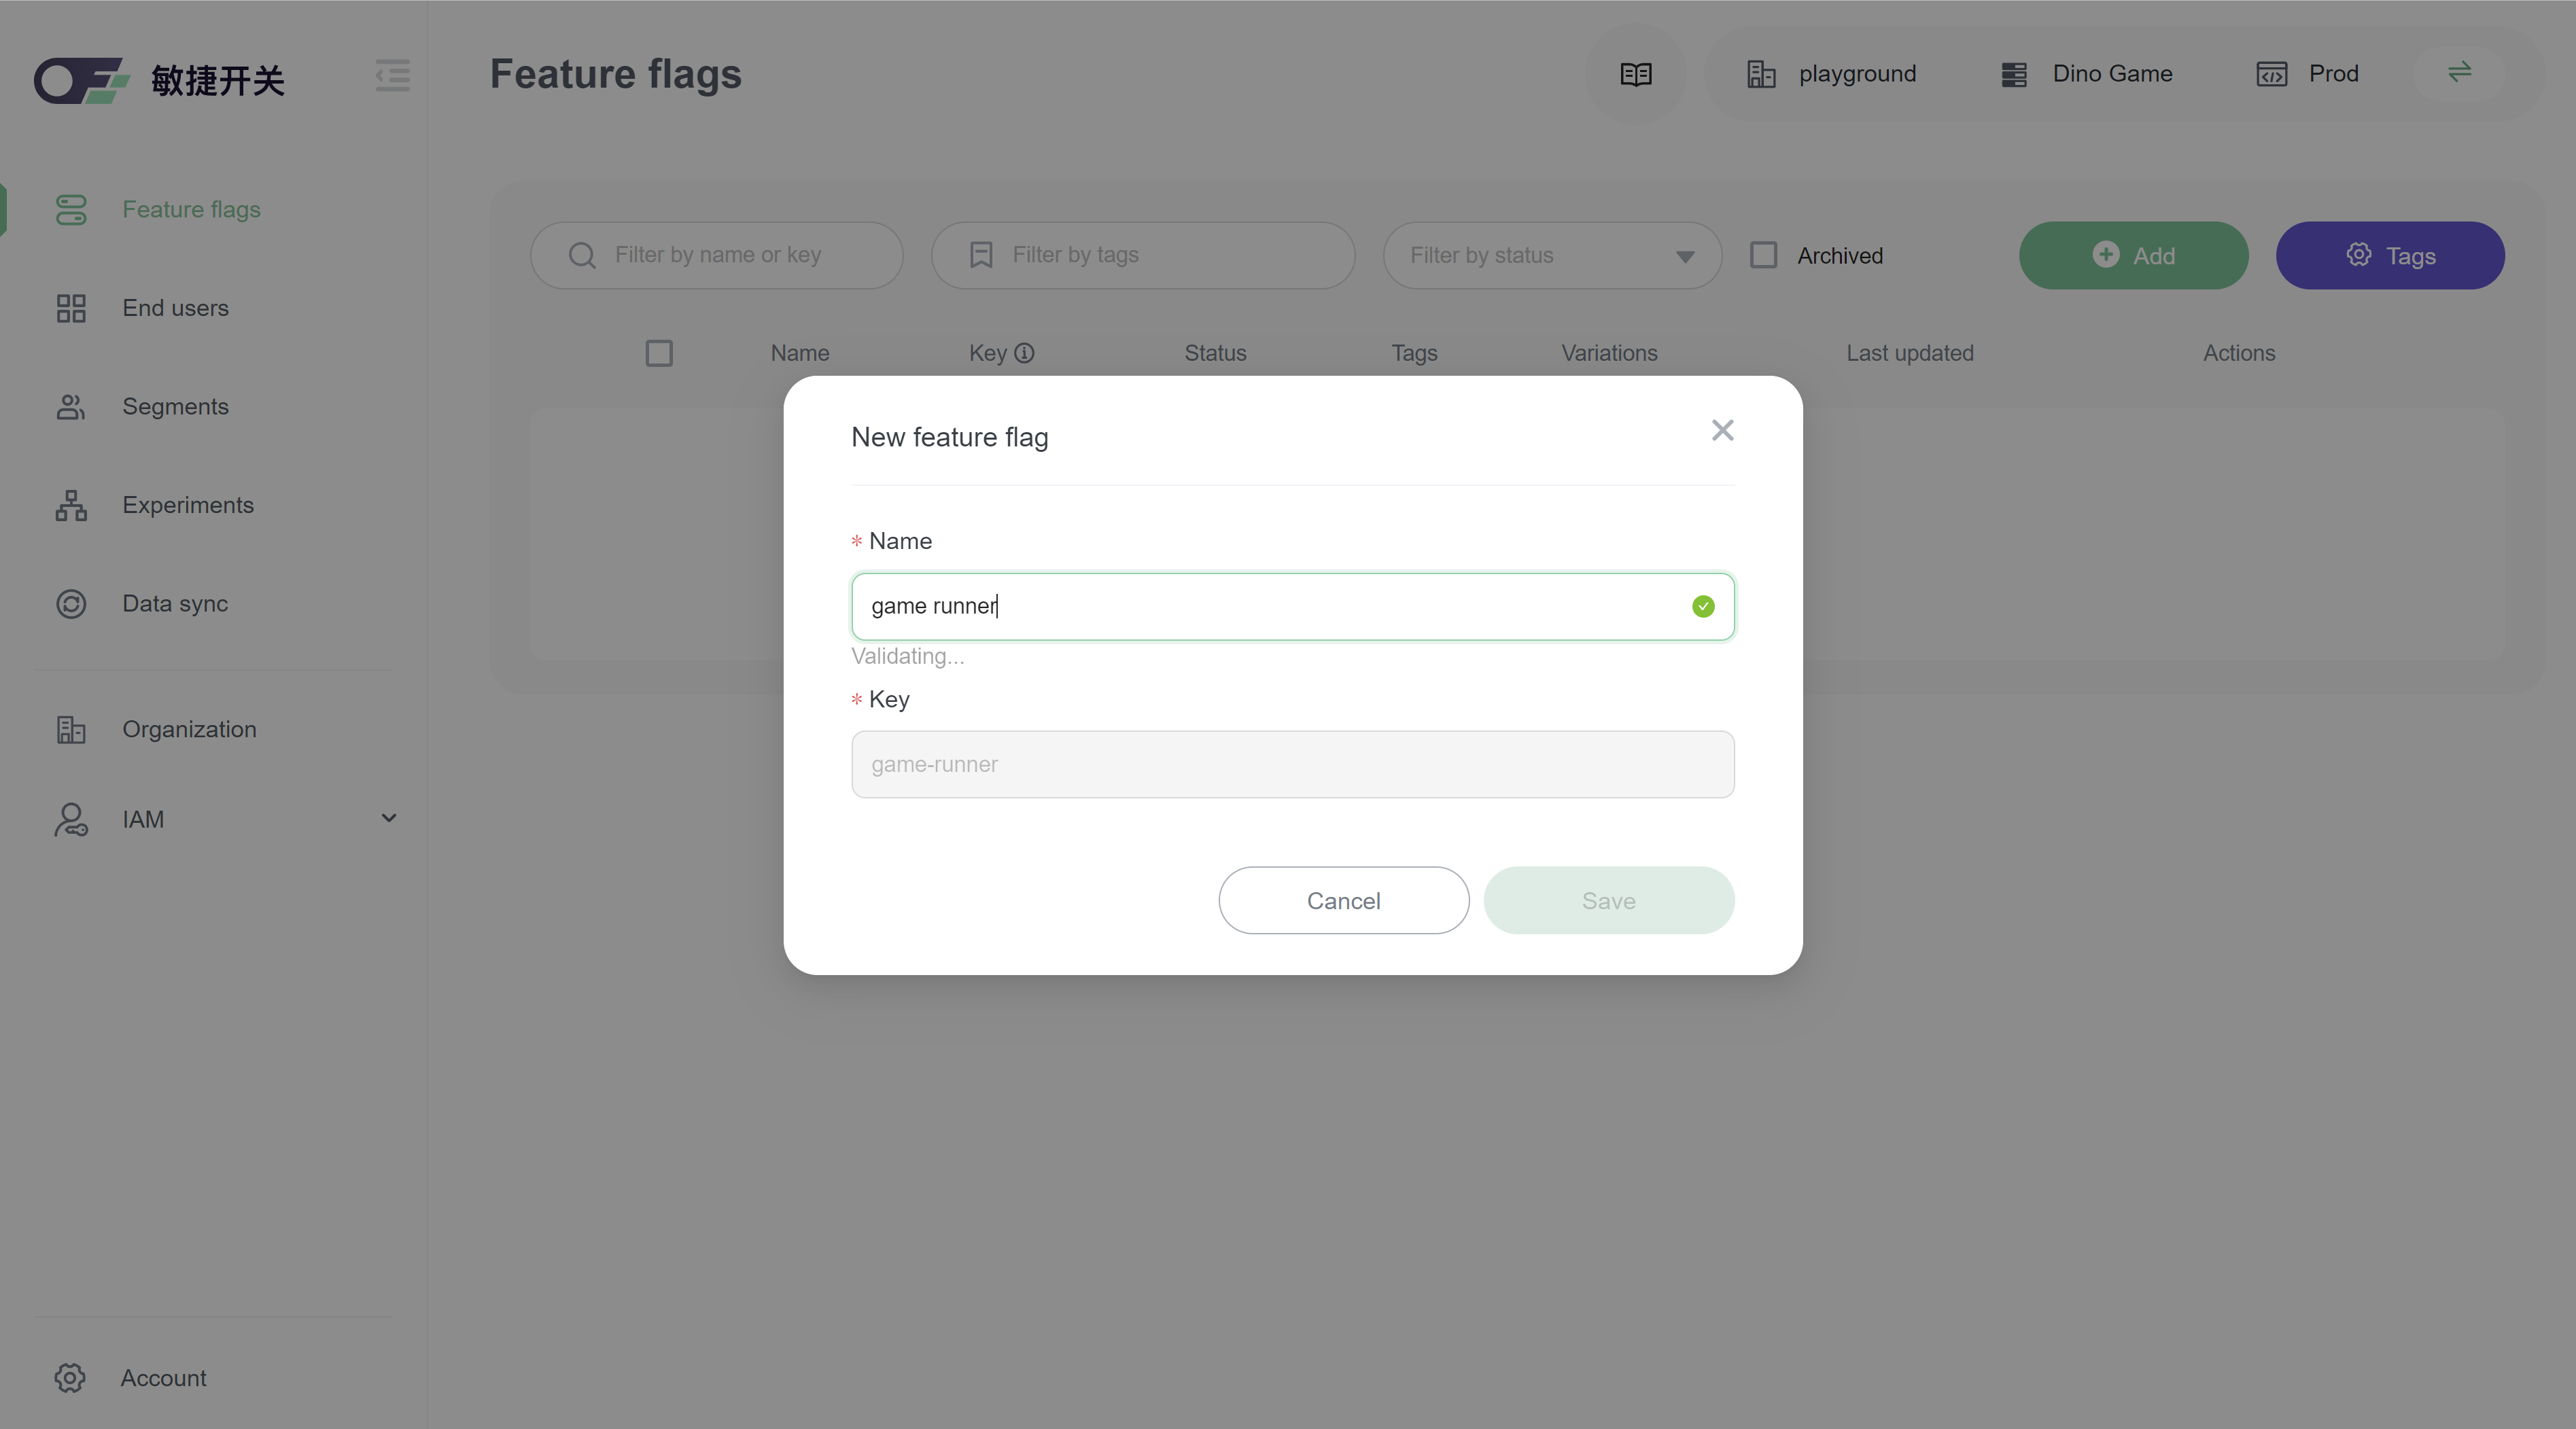 敏捷开关
Feature flags
playground
Dino Game
Prod
Feature flags
End users
Segments
Experiments
Data sync
Organization
IAM
Account
Filter by name or key
Filter by tags
Filter by status
Archived
Add
Tags
Name
Key
Status
Tags
Variations
Last updated
Actions
New feature flag
* Name
game runner
Validating...
* Key
game-runner
Cancel
Save